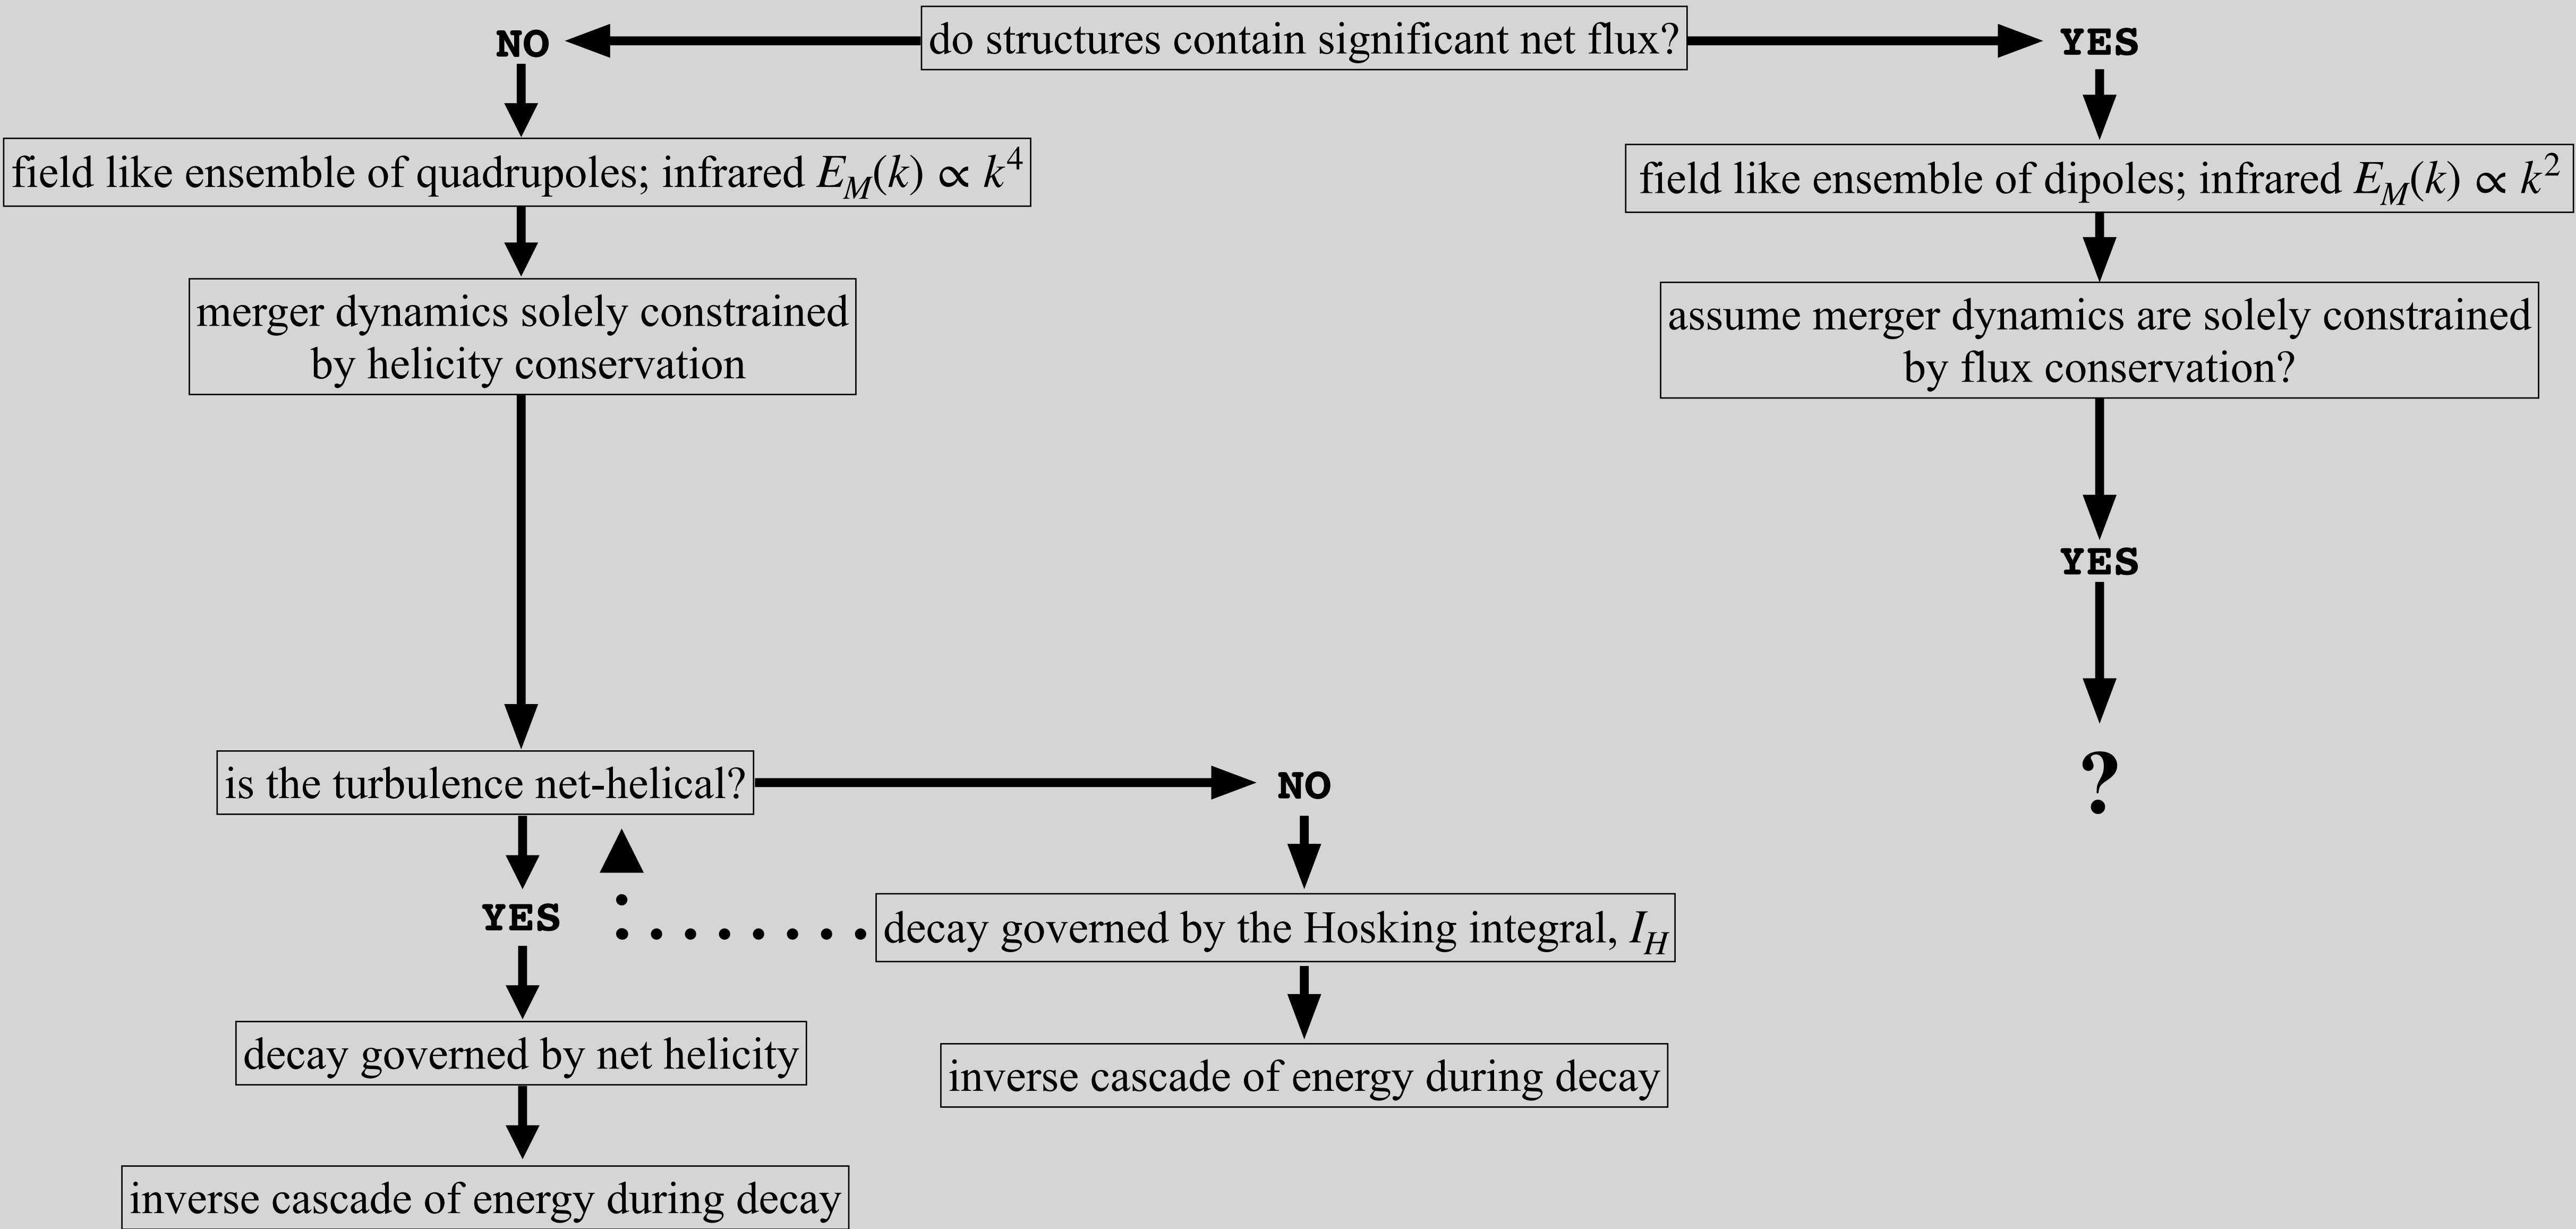 do structures contain significant net flux?
NO
YES
field like ensemble of quadrupoles; infrared $E_M(k) \propto k^4$
field like ensemble of dipoles; infrared $E_M(k) \propto k^2$
merger dynamics solely constrained
by helicity conservation
assume merger dynamics are solely constrained
by flux conservation?
YES
?
is the turbulence net-helical?
NO
YES
decay governed by the Hosking integral, $I_H$
decay governed by net helicity
inverse cascade of energy during decay
inverse cascade of energy during decay